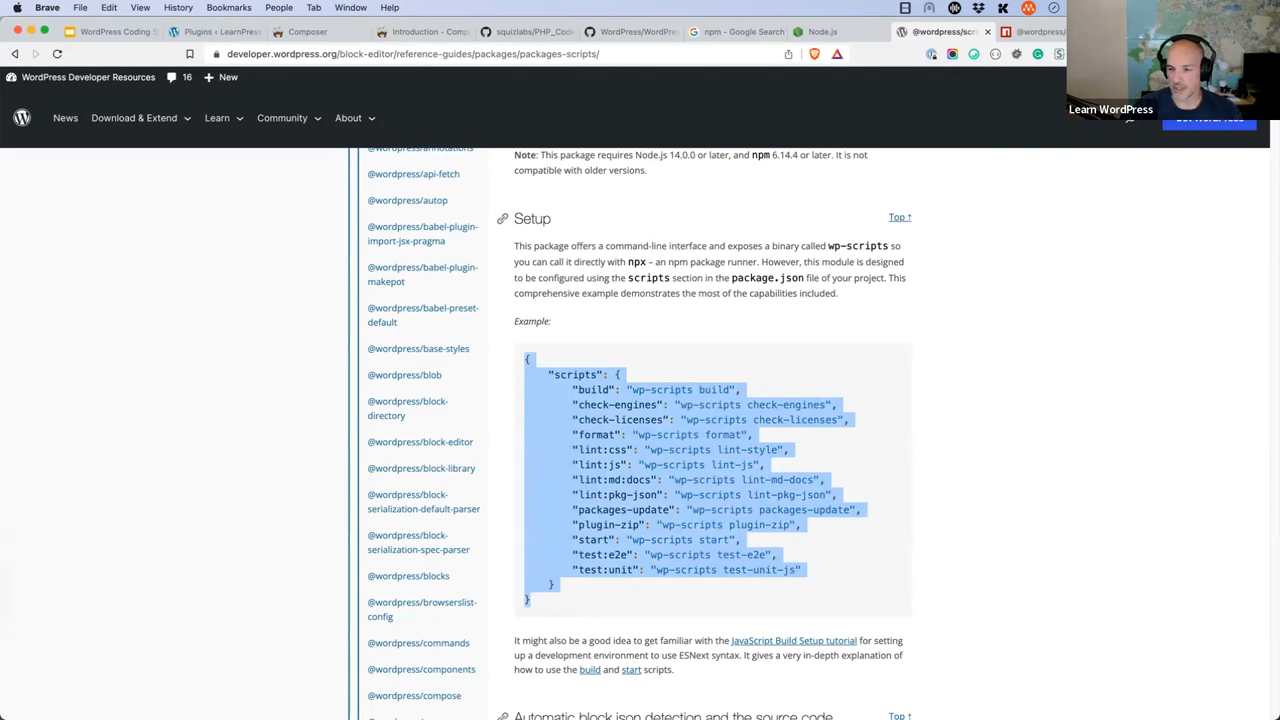 Brave File Edit View History Bookmarks People Tab Window Help
WordPress Coding S
Plugins ‹ LearnPress
Composer
Introduction - Comp
squizlabs/PHP_Code
WordPress/WordPres
npm - Google Search
Node.js
@wordpress/scri
@wordpress/
developer.wordpress.org/block-editor/reference-guides/packages/packages-scripts/
WordPress Developer Resources 16 New
News Download & Extend Learn Community About
Learn WordPress
@wordpress/annotations
@wordpress/api-fetch
@wordpress/autop
@wordpress/babel-plugin-
import-jsx-pragma
@wordpress/babel-plugin-
makepot
@wordpress/babel-preset-
default
@wordpress/base-styles
@wordpress/blob
@wordpress/block-
directory
@wordpress/block-editor
@wordpress/block-library
@wordpress/block-
serialization-default-parser
@wordpress/block-
serialization-spec-parser
@wordpress/blocks
@wordpress/browserslist-
config
@wordpress/commands
@wordpress/components
@wordpress/compose
Note: This package requires Node.js 14.0.0 or later, and npm 6.14.4 or later. It is not
compatible with older versions.
Setup
Top ↑
This package offers a command-line interface and exposes a binary called wp-scripts so
you can call it directly with npx – an npm package runner. However, this module is designed
to be configured using the scripts section in the package.json file of your project. This
comprehensive example demonstrates the most of the capabilities included.
Example:
{
"scripts": {
"build": "wp-scripts build",
"check-engines": "wp-scripts check-engines",
"check-licenses": "wp-scripts check-licenses",
"format": "wp-scripts format",
"lint:css": "wp-scripts lint-style",
"lint:js": "wp-scripts lint-js",
"lint:md:docs": "wp-scripts lint-md-docs",
"lint:pkg-json": "wp-scripts lint-pkg-json",
"packages-update": "wp-scripts packages-update",
"plugin-zip": "wp-scripts plugin-zip",
"start": "wp-scripts start",
"test:e2e": "wp-scripts test-e2e",
"test:unit": "wp-scripts test-unit-js"
}
}
It might also be a good idea to get familiar with the JavaScript Build Setup tutorial for setting
up a development environment to use ESNext syntax. It gives a very in-depth explanation of
how to use the build and start scripts.
Automatic block.json detection and the source code
Top ↑